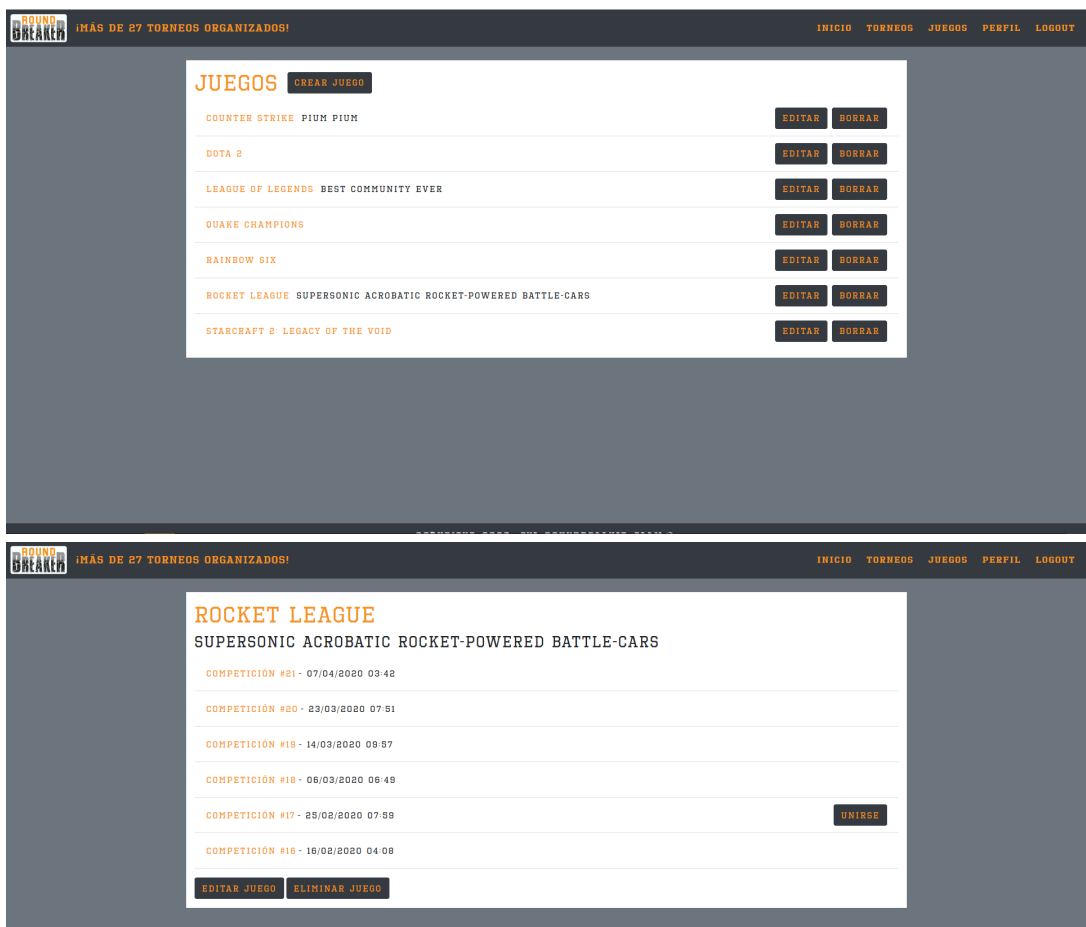 ROUND BREAKER ¡MÁS DE 27 TORNEOS ORGANIZADOS! INICIO TORNEOS JUEGOS PERFIL LOGOUT
JUEGOS CREAR JUEGO
COUNTER STRIKE PIUM PIUM EDITAR BORRAR
DOTA 2 EDITAR BORRAR
LEAGUE OF LEGENDS BEST COMMUNITY EVER EDITAR BORRAR
QUAKE CHAMPIONS EDITAR BORRAR
RAINBOW SIX EDITAR BORRAR
ROCKET LEAGUE SUPERSONIC ACROBATIC ROCKET-POWERED BATTLE-CARS EDITAR BORRAR
STARCRAFT 2: LEGACY OF THE VOID EDITAR BORRAR
ROUND BREAKER ¡MÁS DE 27 TORNEOS ORGANIZADOS! INICIO TORNEOS JUEGOS PERFIL LOGOUT
ROCKET LEAGUE
SUPERSONIC ACROBATIC ROCKET-POWERED BATTLE-CARS
COMPETICIÓN #21 - 07/04/2020 03:42
COMPETICIÓN #20 - 23/03/2020 07:51
COMPETICIÓN #19 - 14/03/2020 09:57
COMPETICIÓN #18 - 06/03/2020 06:49
COMPETICIÓN #17 - 25/02/2020 07:59 UNIRSE
COMPETICIÓN #16 - 16/02/2020 04:08
EDITAR JUEGO ELIMINAR JUEGO